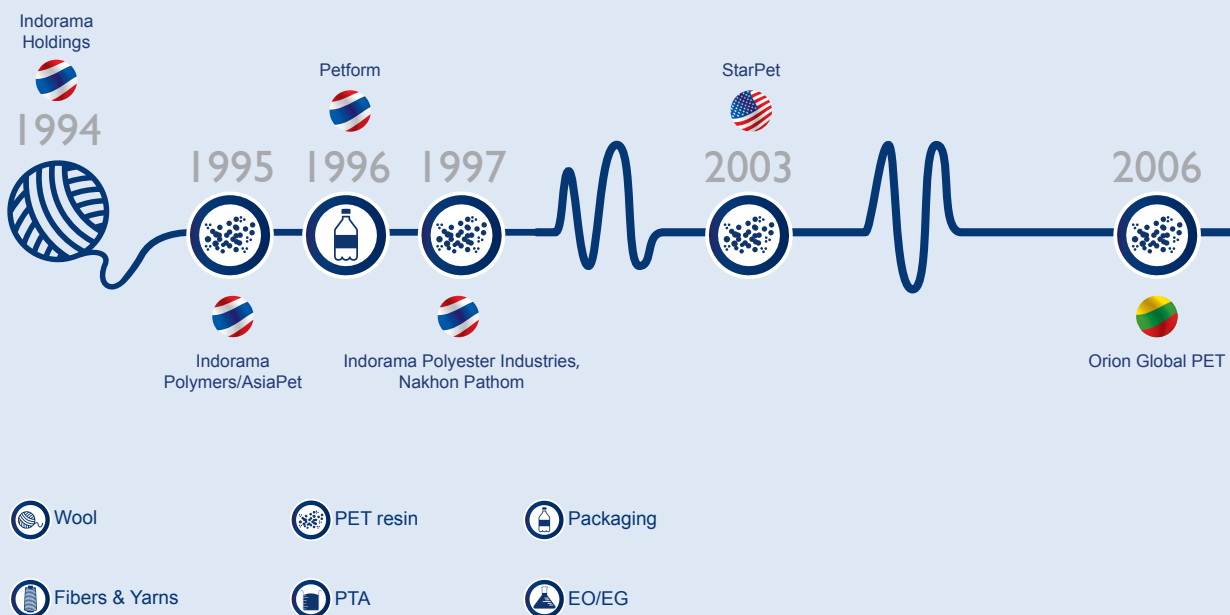 Indorama
Holdings
1994
1995
Indorama
Polymers/AsiaPet
Petform
1996
1997
Indorama Polyester Industries,
Nakhon Pathom
StarPet
2003
2006
Orion Global PET
Wool
PET resin
Packaging
Fibers & Yarns
PTA
EO/EG